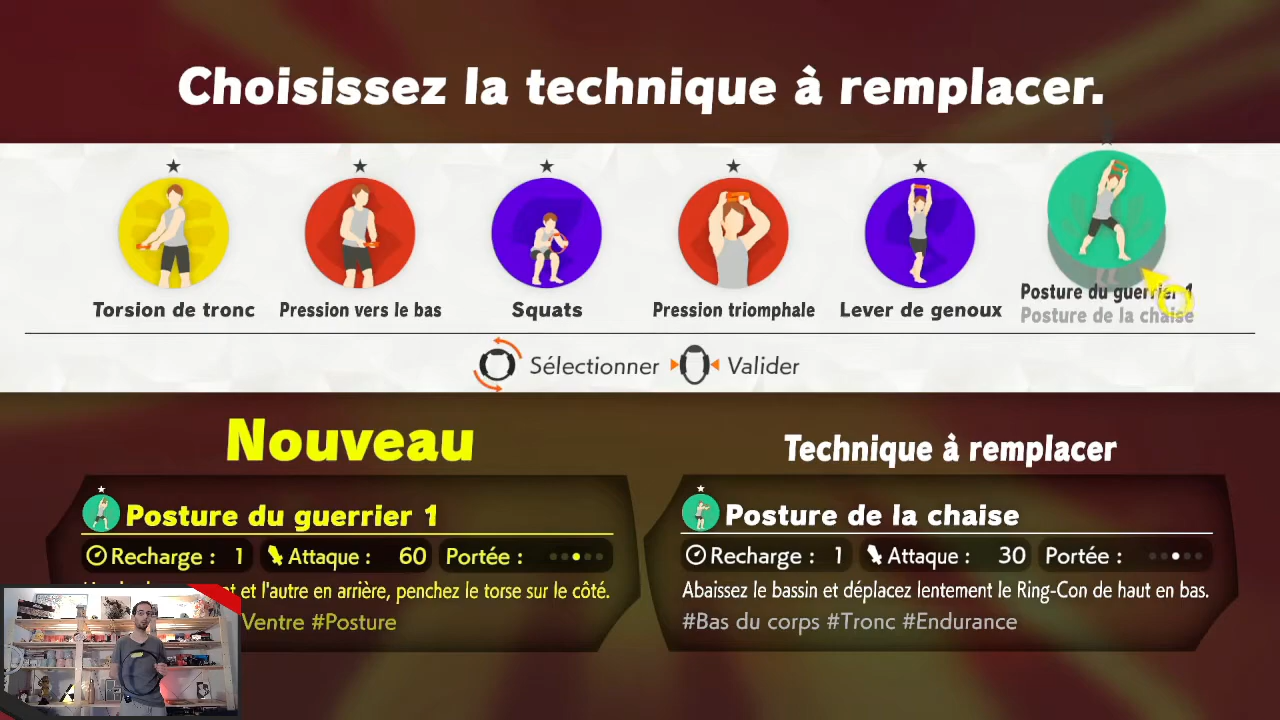 Choisissez la technique à remplacer.
Torsion de tronc
Pression vers le bas
Squats
Pression triomphale
Lever de genoux
Posture du guerrier 1
Posture de la chaise
Sélectionner
Valider
Nouveau
Technique à remplacer
Posture du guerrier 1
Recharge : 1 Attaque : 60 Portée :
et l'autre en arrière, penchez le torse sur le côté.
Ventre #Posture
Posture de la chaise
Recharge : 1 Attaque : 30 Portée :
Abaissez le bassin et déplacez lentement le Ring-Con de haut en bas.
#Bas du corps #Tronc #Endurance